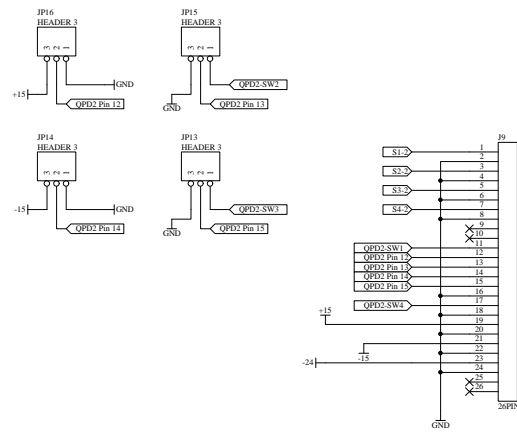 JP16
HEADER 3
3 2 1
+15
GND
QPD2 Pin 12
JP15
HEADER 3
3 2 1
QPD2-SW2
GND
QPD2 Pin 13
JP14
HEADER 3
3 2 1
-15
GND
QPD2 Pin 14
JP13
HEADER 3
3 2 1
QPD2-SW3
GND
QPD2 Pin 15
J9
S1-2 1
2
S2-2 3
4
S3-2 5
6
S4-2 7
8
9
10
QPD2-SW1 11
QPD2 Pin 12 12
QPD2 Pin 13 13
QPD2 Pin 14 14
QPD2 Pin 15 15
16
QPD2-SW4 17
18
+15 19
20
21
-15 22
-24 23
24
25
26
26PIN
GND